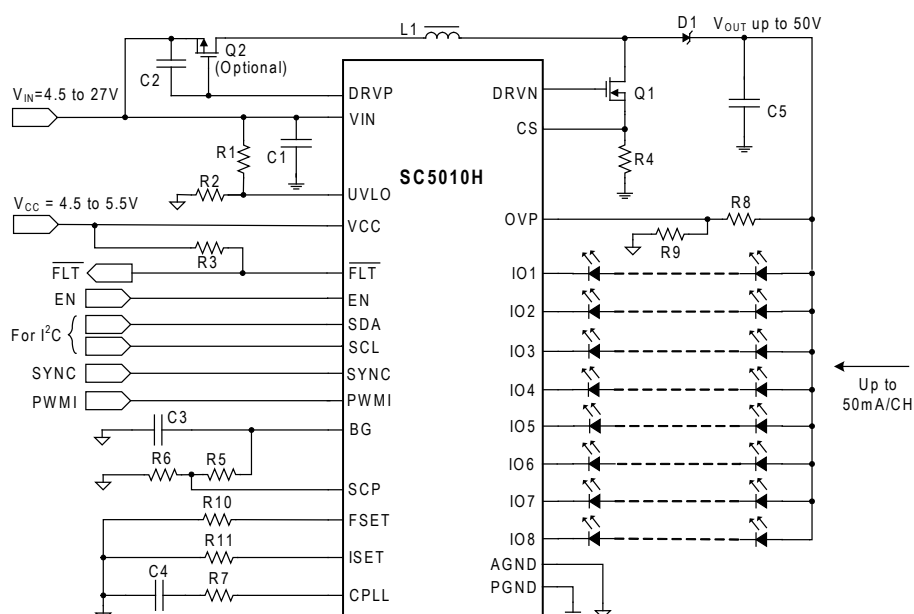 L1
D1
V_OUT up to 50V
Q2
(Optional)
C2
DRVP
DRVN
Q1
C5
V_IN=4.5 to 27V
VIN
CS
R1
C1
R4
SC5010H
R2
UVLO
V_CC = 4.5 to 5.5V
VCC
OVP
R8
R9
R3
FLT
FLT
IO1
EN
EN
IO2
For I²C
SDA
SCL
IO3
SYNC
SYNC
IO4
PWMI
PWMI
Up to
50mA/CH
C3
BG
IO5
R6
R5
IO6
SCP
IO7
R10
FSET
IO8
R11
ISET
AGND
C4
R7
CPLL
PGND